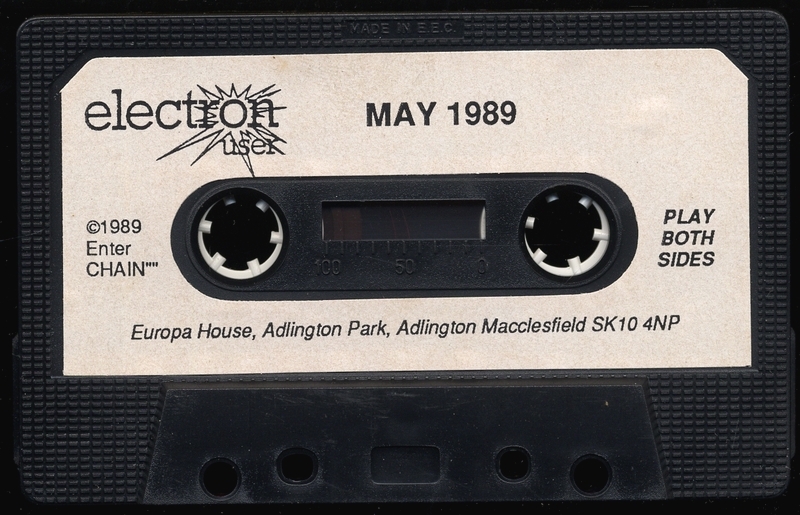 MADE IN E.E.C.
electron
user
MAY 1989
©1989
Enter
CHAIN""
PLAY
BOTH
SIDES
100 50 0
Europa House, Adlington Park, Adlington Macclesfield SK10 4NP